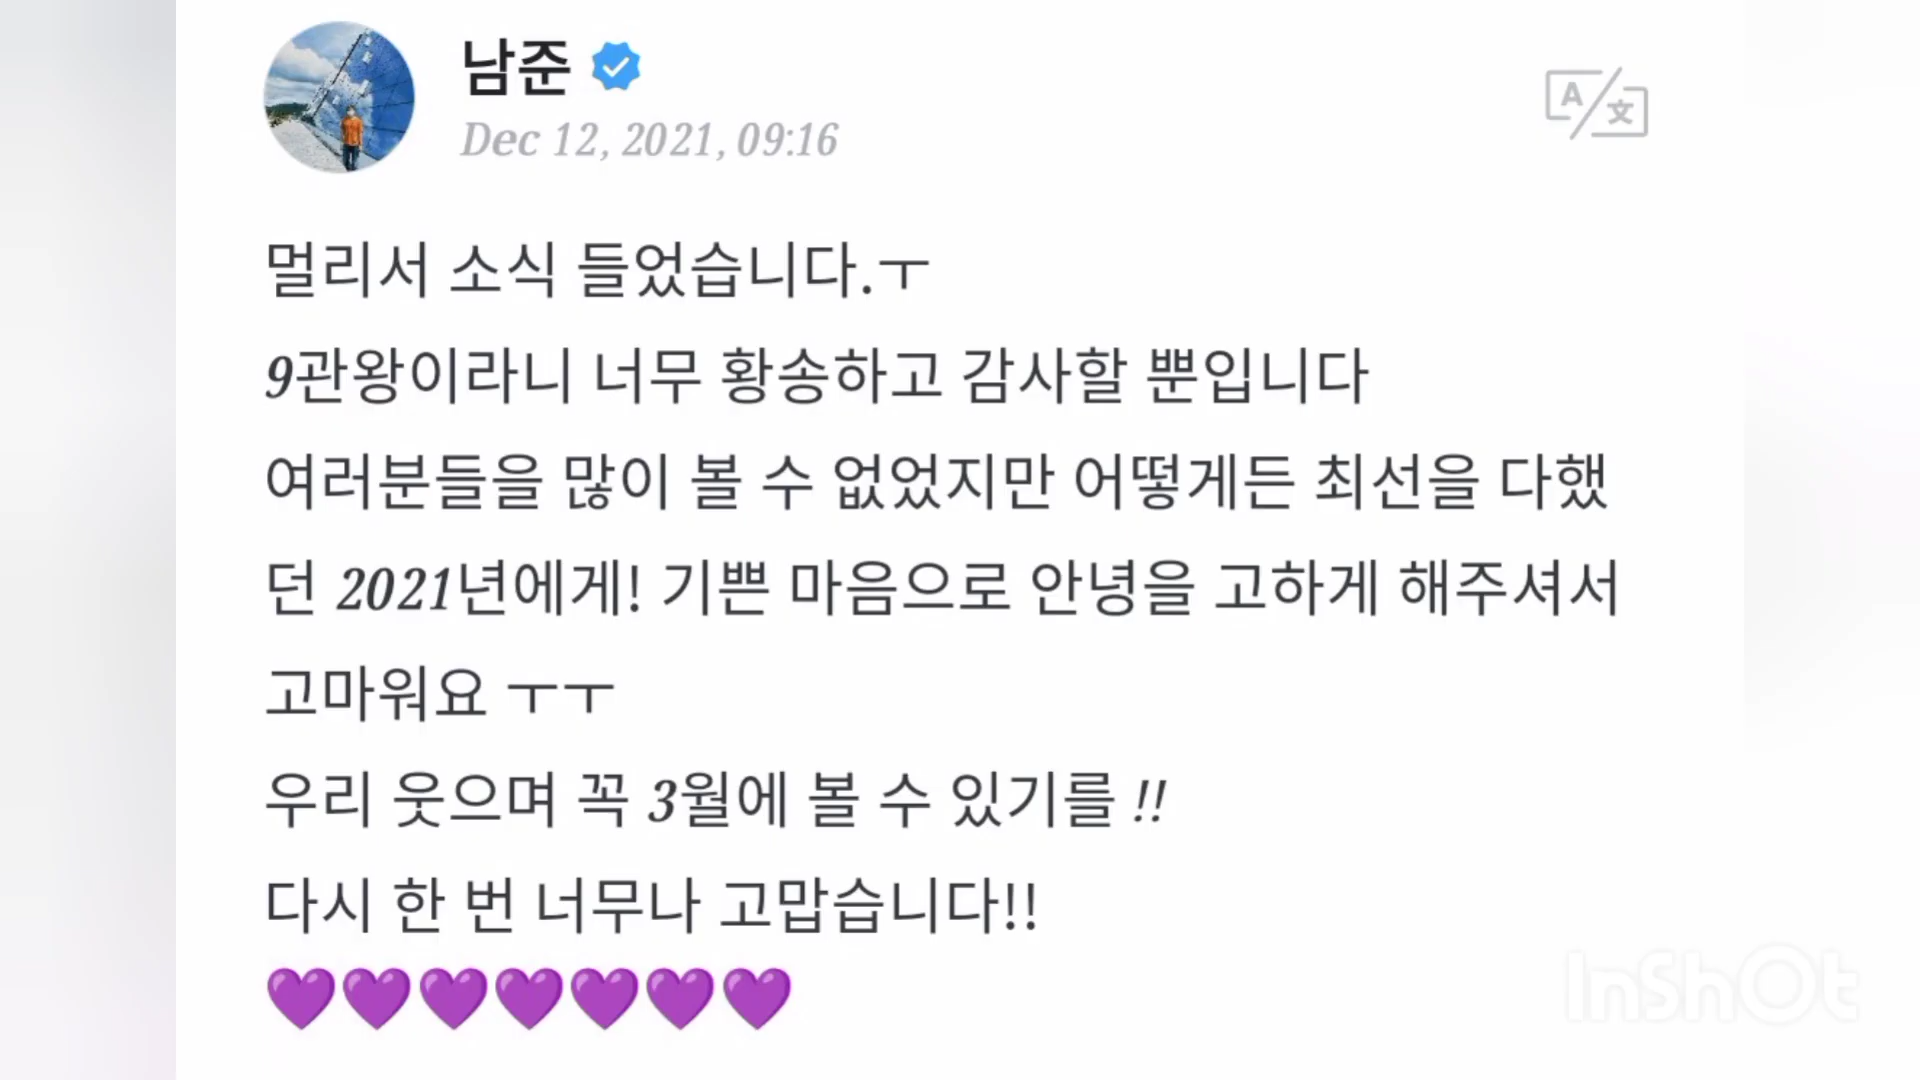 남준
Dec 12, 2021, 09:16
A 文
멀리서 소식 들었습니다.ㅜ
9관왕이라니 너무 황송하고 감사할 뿐입니다
여러분들을 많이 볼 수 없었지만 어떻게든 최선을 다했
던 2021년에게! 기쁜 마음으로 안녕을 고하게 해주셔서
고마워요 ㅜㅜ
우리 웃으며 꼭 3월에 볼 수 있기를 !!
다시 한 번 너무나 고맙습니다!!
💜💜💜💜💜💜💜
InShOt